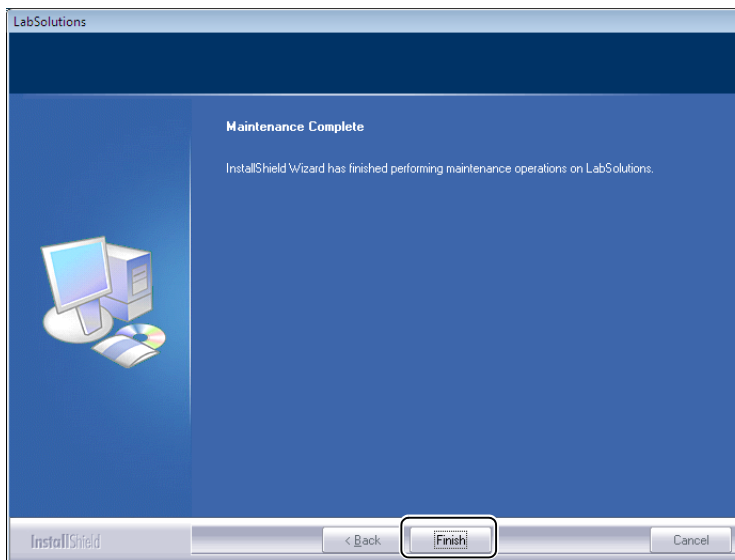 LabSolutions
Maintenance Complete
InstallShield Wizard has finished performing maintenance operations on LabSolutions.
InstallShield
< Back
Finish
Cancel